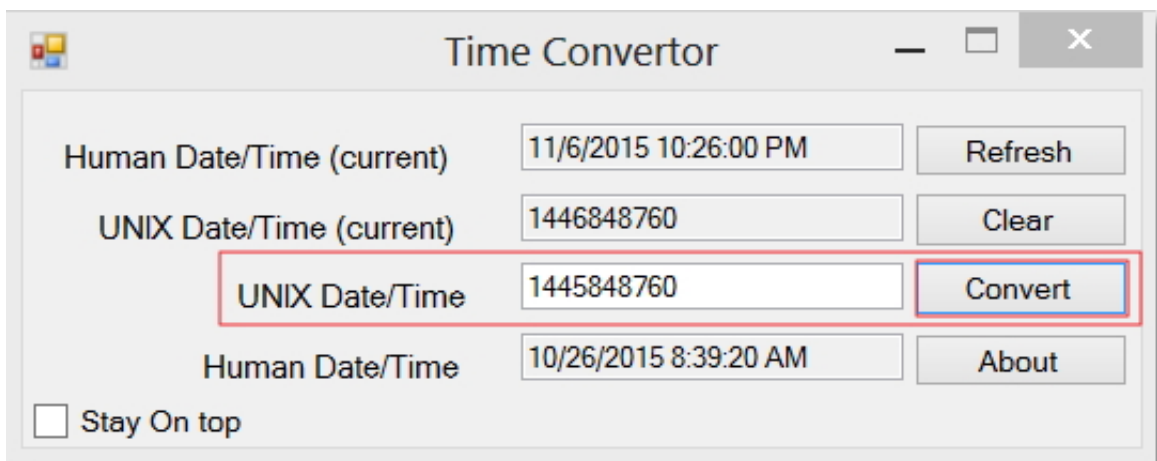 Time Convertor
Human Date/Time (current) 11/6/2015 10:26:00 PM Refresh
UNIX Date/Time (current) 1446848760 Clear
UNIX Date/Time 1445848760 Convert
Human Date/Time 10/26/2015 8:39:20 AM About
Stay On top